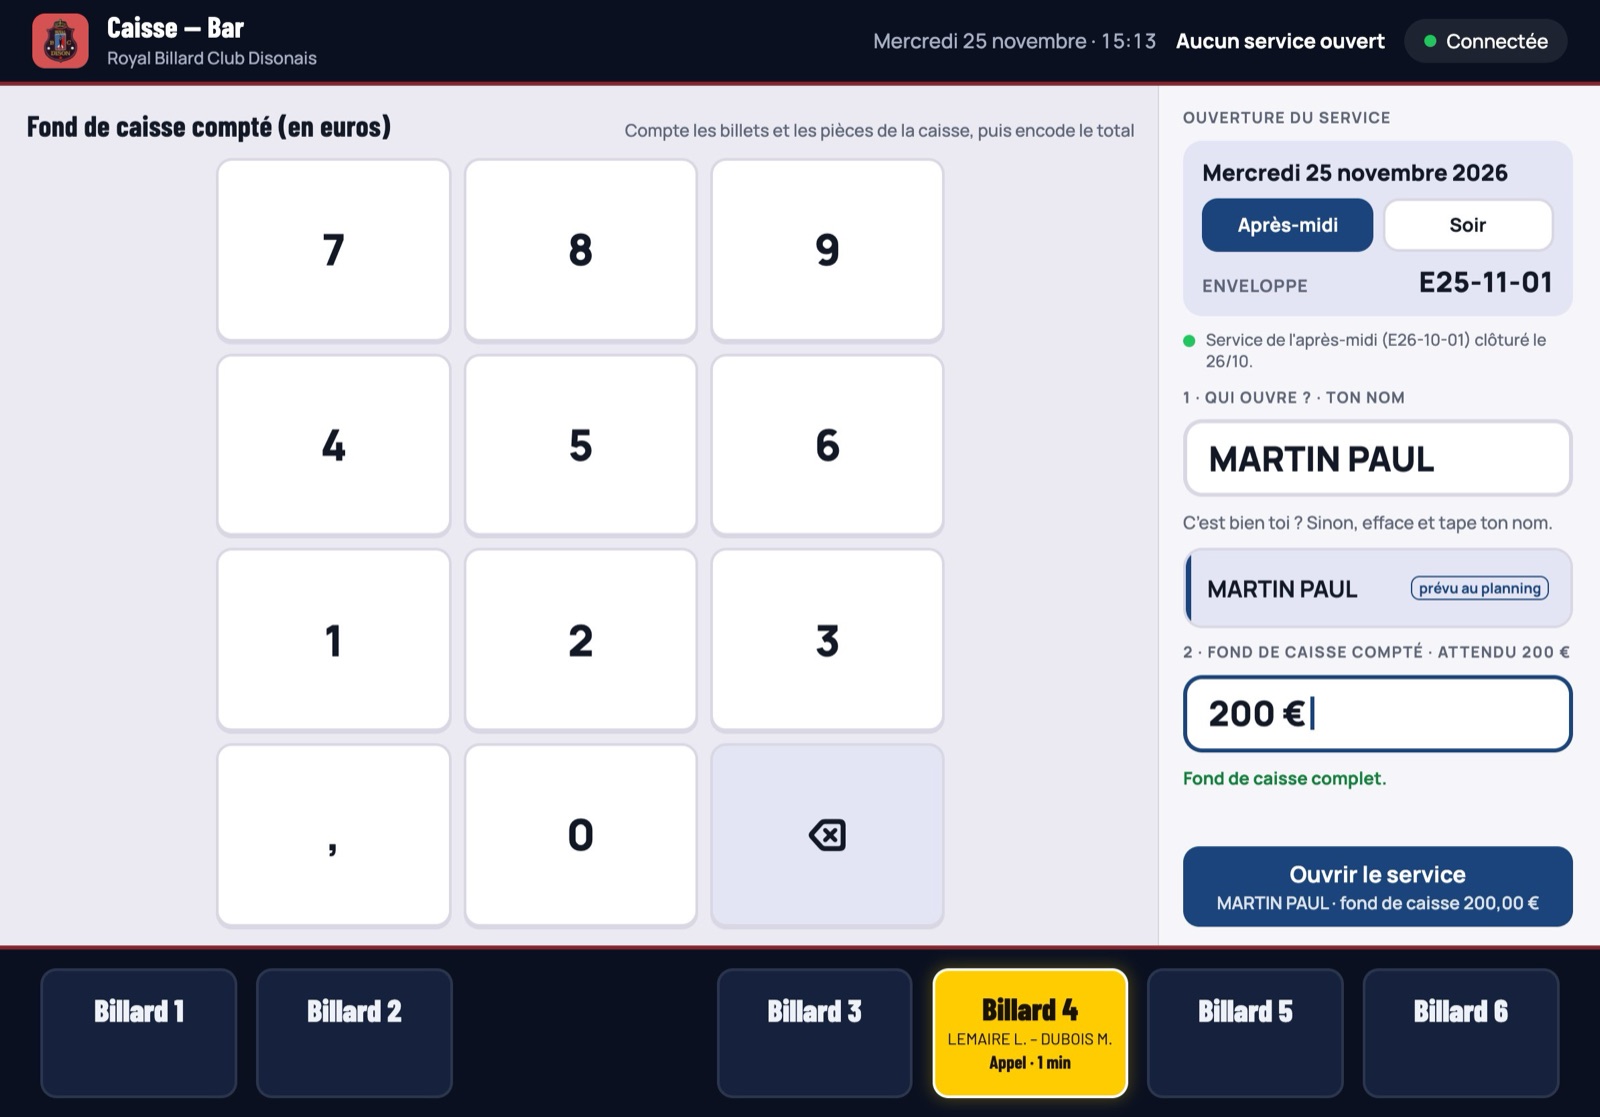 Caisse – Bar
Royal Billard Club Disonais
Mercredi 25 novembre · 15:13
Aucun service ouvert
Connectée
Fond de caisse compté (en euros)
Compte les billets et les pièces de la caisse, puis encode le total
7
8
9
4
5
6
1
2
3
,
0
OUVERTURE DU SERVICE
Mercredi 25 novembre 2026
Après-midi
Soir
ENVELOPPE
E25-11-01
Service de l'après-midi (E26-10-01) clôturé le
26/10.
1 · QUI OUVRE ? · TON NOM
MARTIN PAUL
C'est bien toi ? Sinon, efface et tape ton nom.
MARTIN PAUL
prévu au planning
2 · FOND DE CAISSE COMPTÉ · ATTENDU 200 €
200 €
Fond de caisse complet.
Ouvrir le service
MARTIN PAUL · fond de caisse 200,00 €
Billard 1
Billard 2
Billard 3
Billard 4
LEMAIRE L. – DUBOIS M.
Appel · 1 min
Billard 5
Billard 6